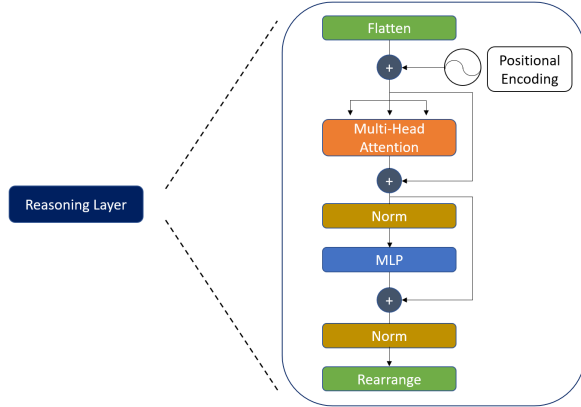 Flatten
+
Positional
Encoding
Multi-Head
Attention
+
Reasoning Layer
Norm
MLP
+
Norm
Rearrange